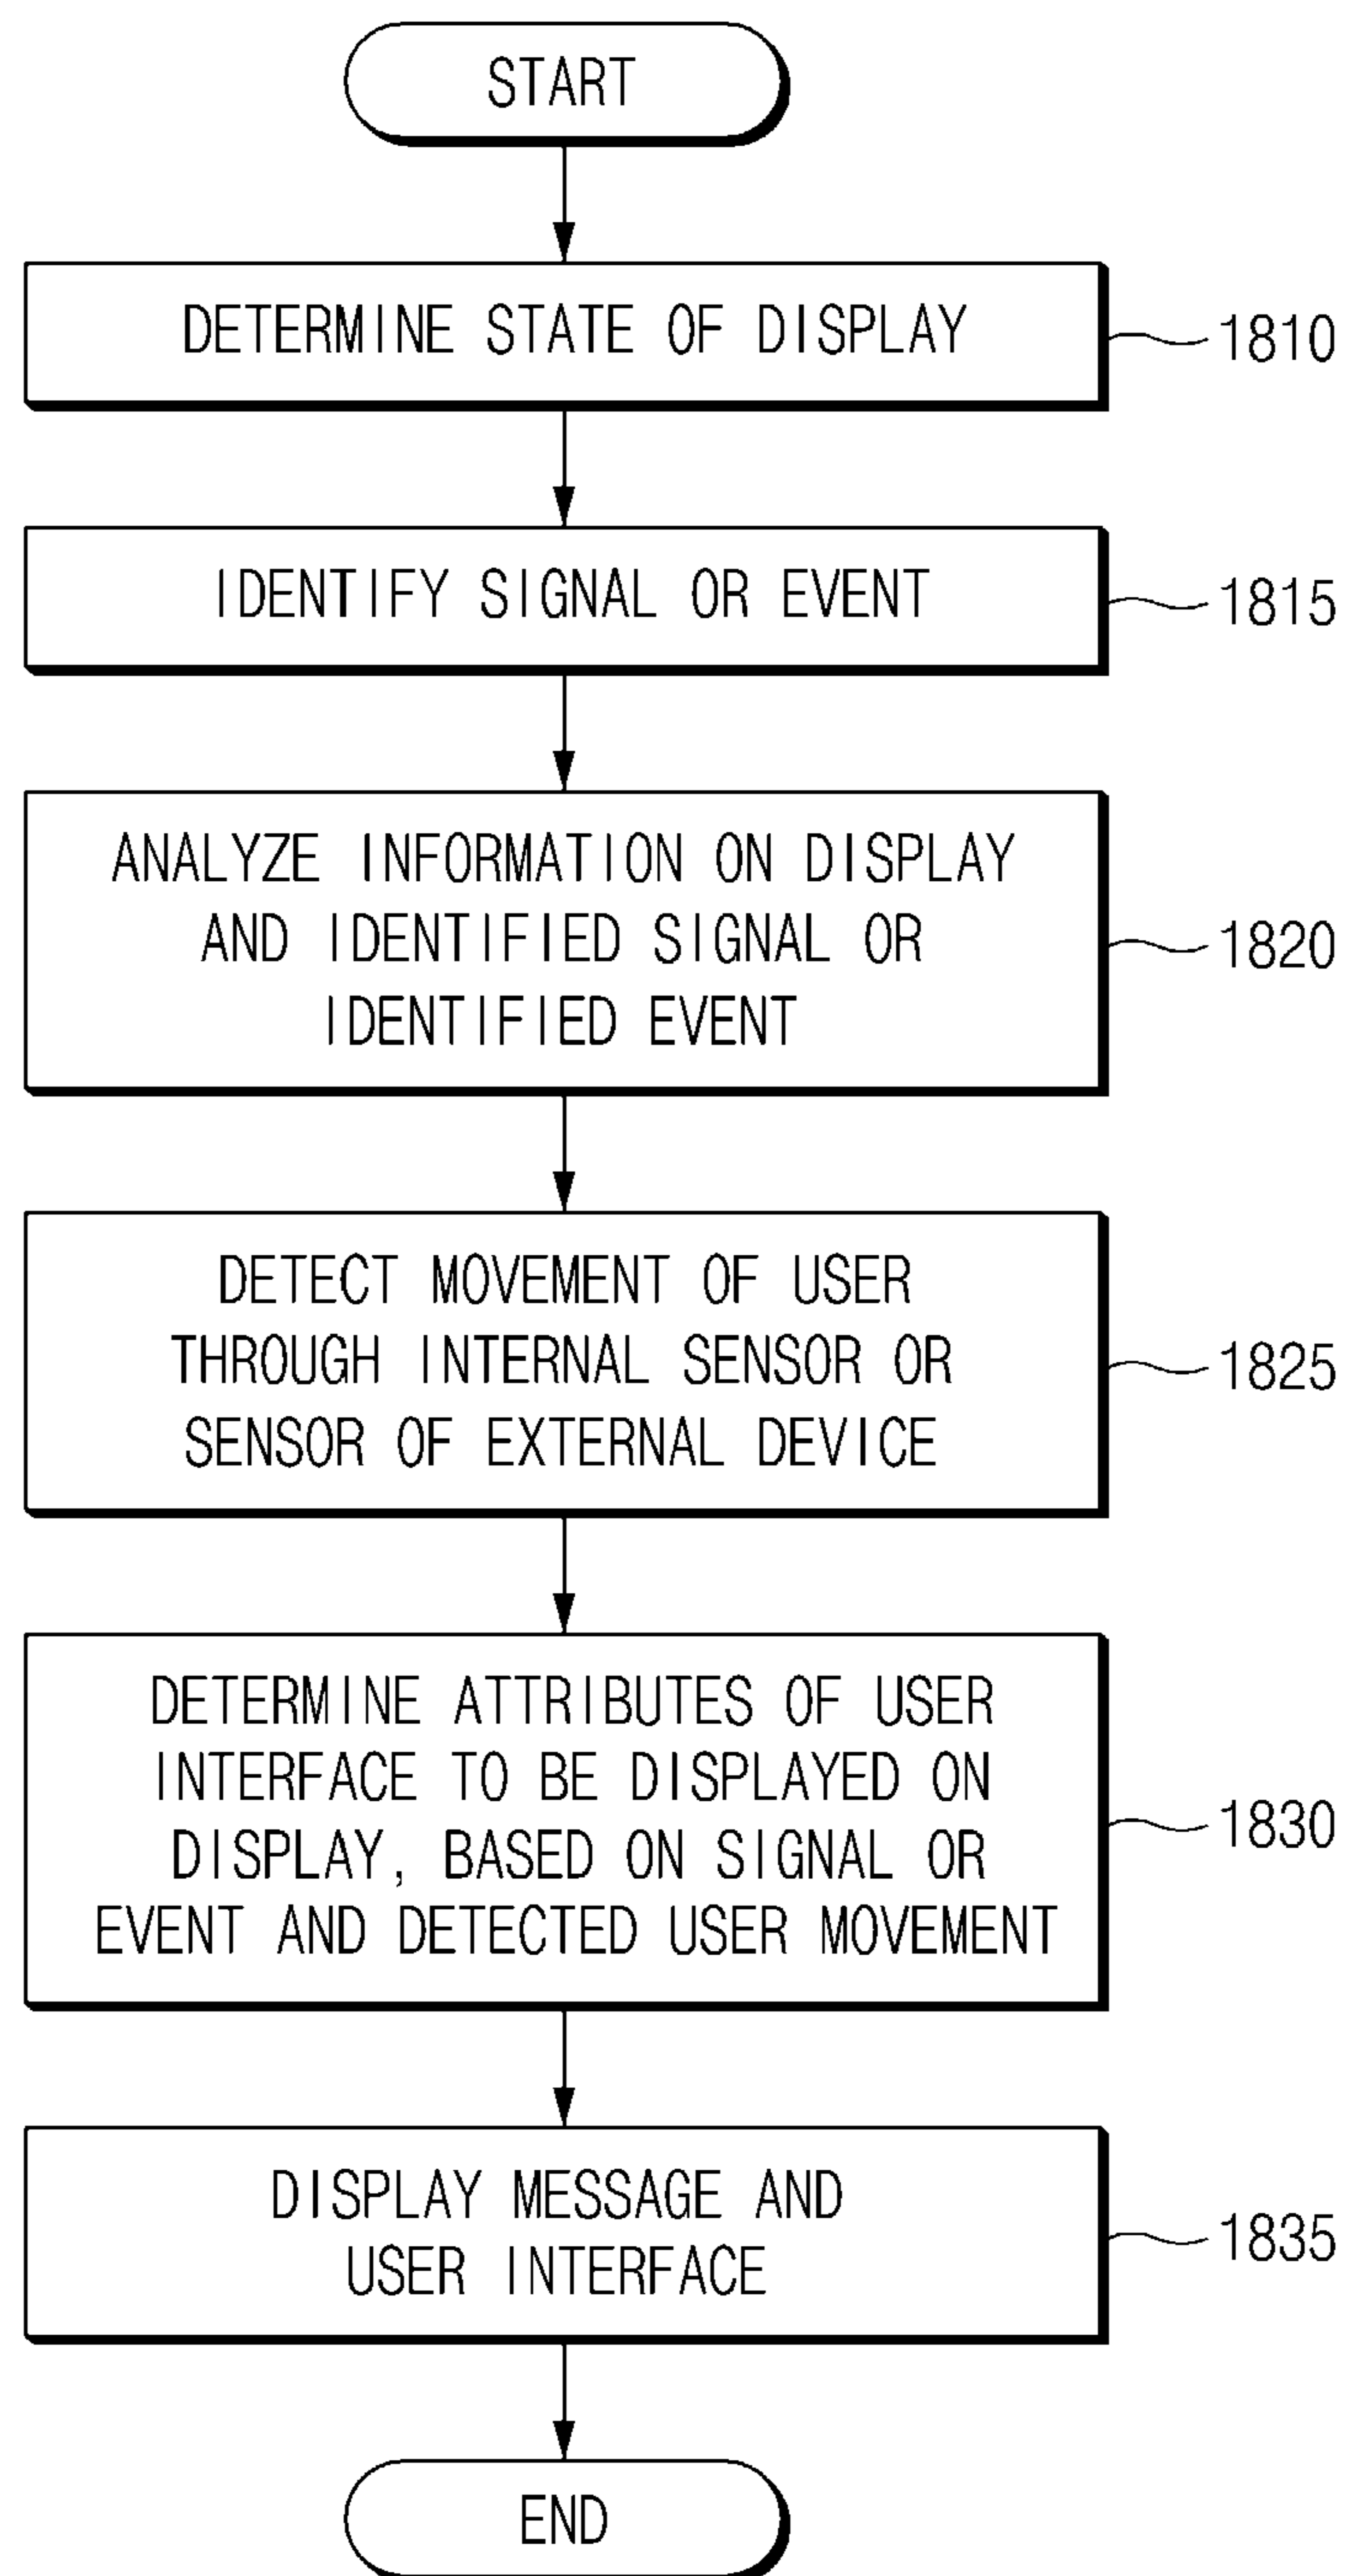 START
DETERMINE STATE OF DISPLAY
1810
IDENTIFY SIGNAL OR EVENT
1815
ANALYZE INFORMATION ON DISPLAY
AND IDENTIFIED SIGNAL OR
IDENTIFIED EVENT
1820
DETECT MOVEMENT OF USER
THROUGH INTERNAL SENSOR OR
SENSOR OF EXTERNAL DEVICE
1825
DETERMINE ATTRIBUTES OF USER
INTERFACE TO BE DISPLAYED ON
DISPLAY, BASED ON SIGNAL OR
EVENT AND DETECTED USER MOVEMENT
1830
DISPLAY MESSAGE AND
USER INTERFACE
1835
END